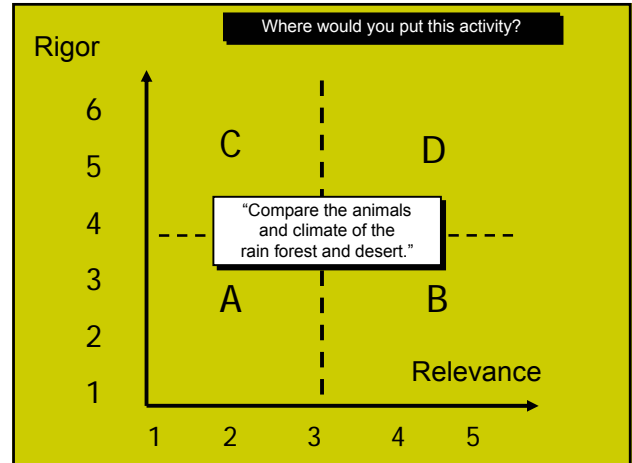 Where would you put this activity?
Rigor
6
5
4
3
2
1
C
D
“Compare the animals
and climate of the
rain forest and desert.”
A
B
Relevance
1
2
3
4
5